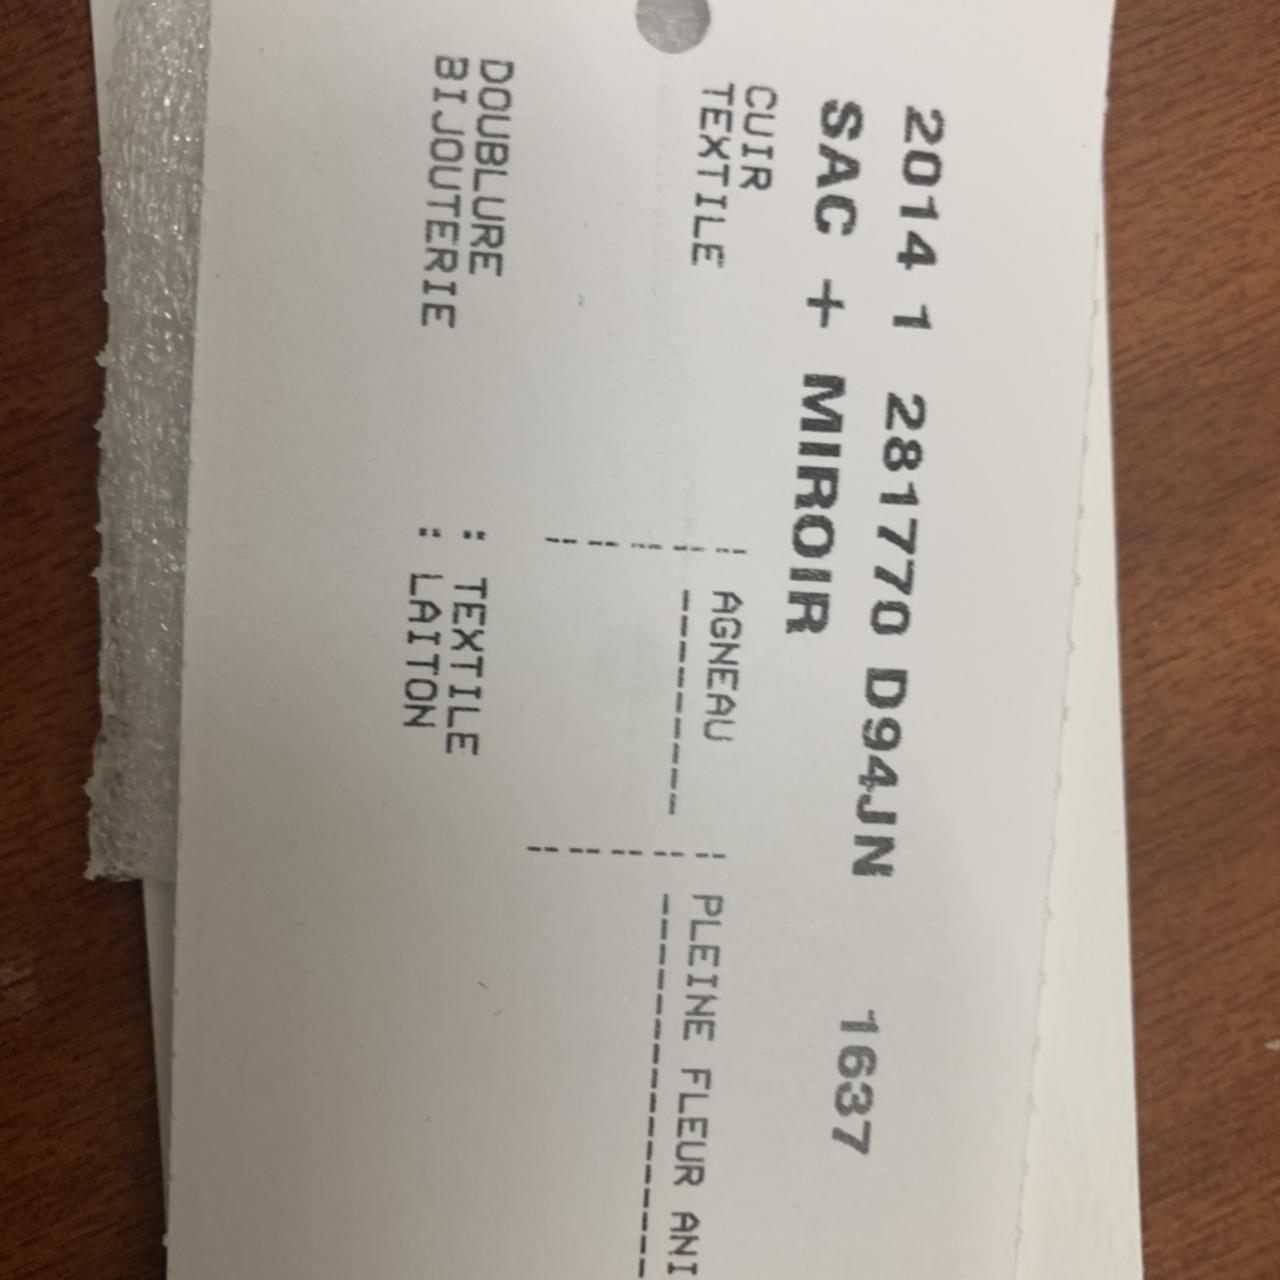 2014 1 281770 D94JN 1637
SAC + MIROIR
CUIR : AGNEAU : PLEINE FLEUR ANI
TEXTILE : --------- : ----------------
DOUBLURE : TEXTILE
BIJOUTERIE : LAITON